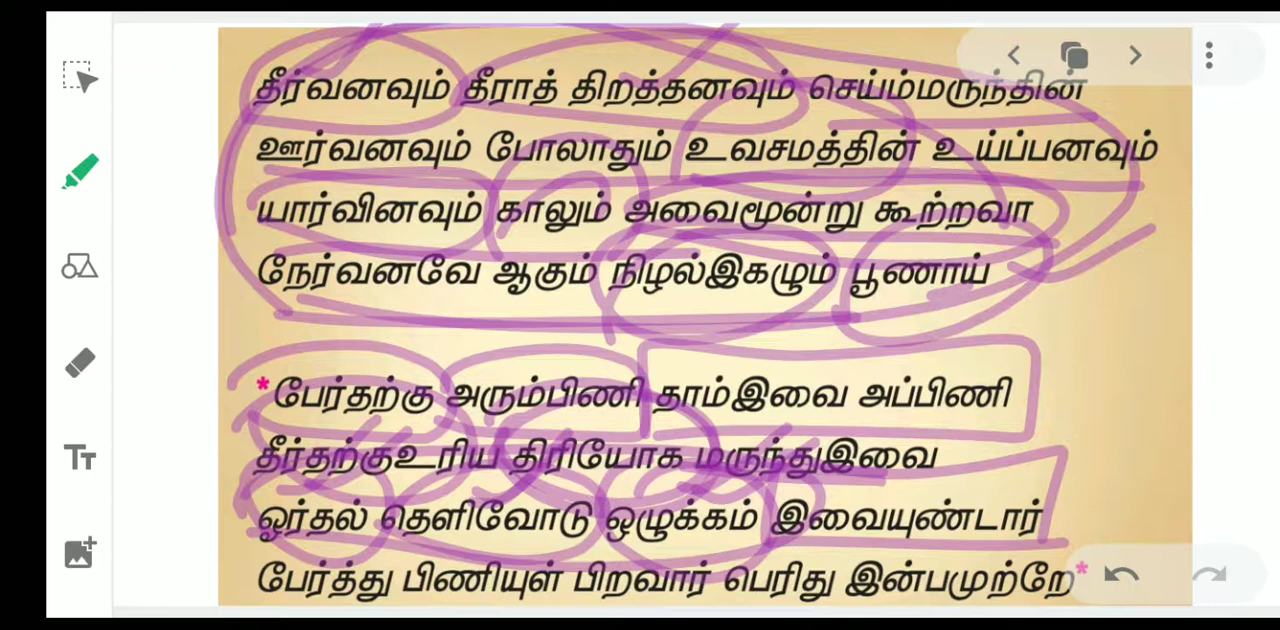 தீர்வனவும் தீராத் திறத்தனவும் செய்ம்மருந்தின்
ஊர்வனவும் போலாதும் உவசமத்தின் உய்ப்பனவும்
யார்வினவும் காலும் அவைமூன்று கூற்றவா
நேர்வனவே ஆகும் நிழல்இகழும் பூணாய்
*பேர்தற்கு அரும்பிணி தாம்இவை அப்பிணி
தீர்தற்குஉரிய திரியோக மருந்துஇவை
ஓர்தல் தெளிவோடு ஒழுக்கம் இவையுண்டார்
பேர்த்து பிணியுள் பிறவார் பெரிது இன்பமுற்றே*
Tт